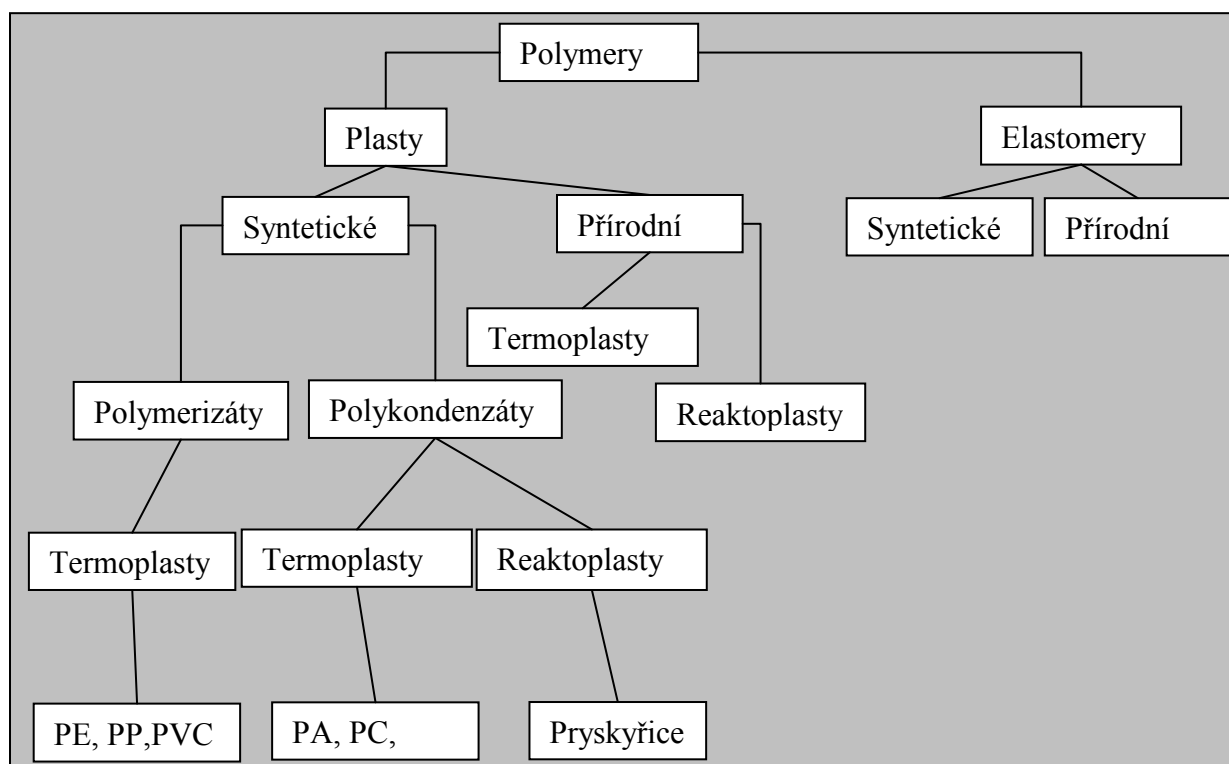 Polymery
Plasty
Elastomery
Syntetické
Přírodní
Syntetické
Přírodní
Termoplasty
Polymerizáty
Polykondenzáty
Reaktoplasty
Termoplasty
Termoplasty
Reaktoplasty
PE, PP,PVC
PA, PC,
Pryskyřice